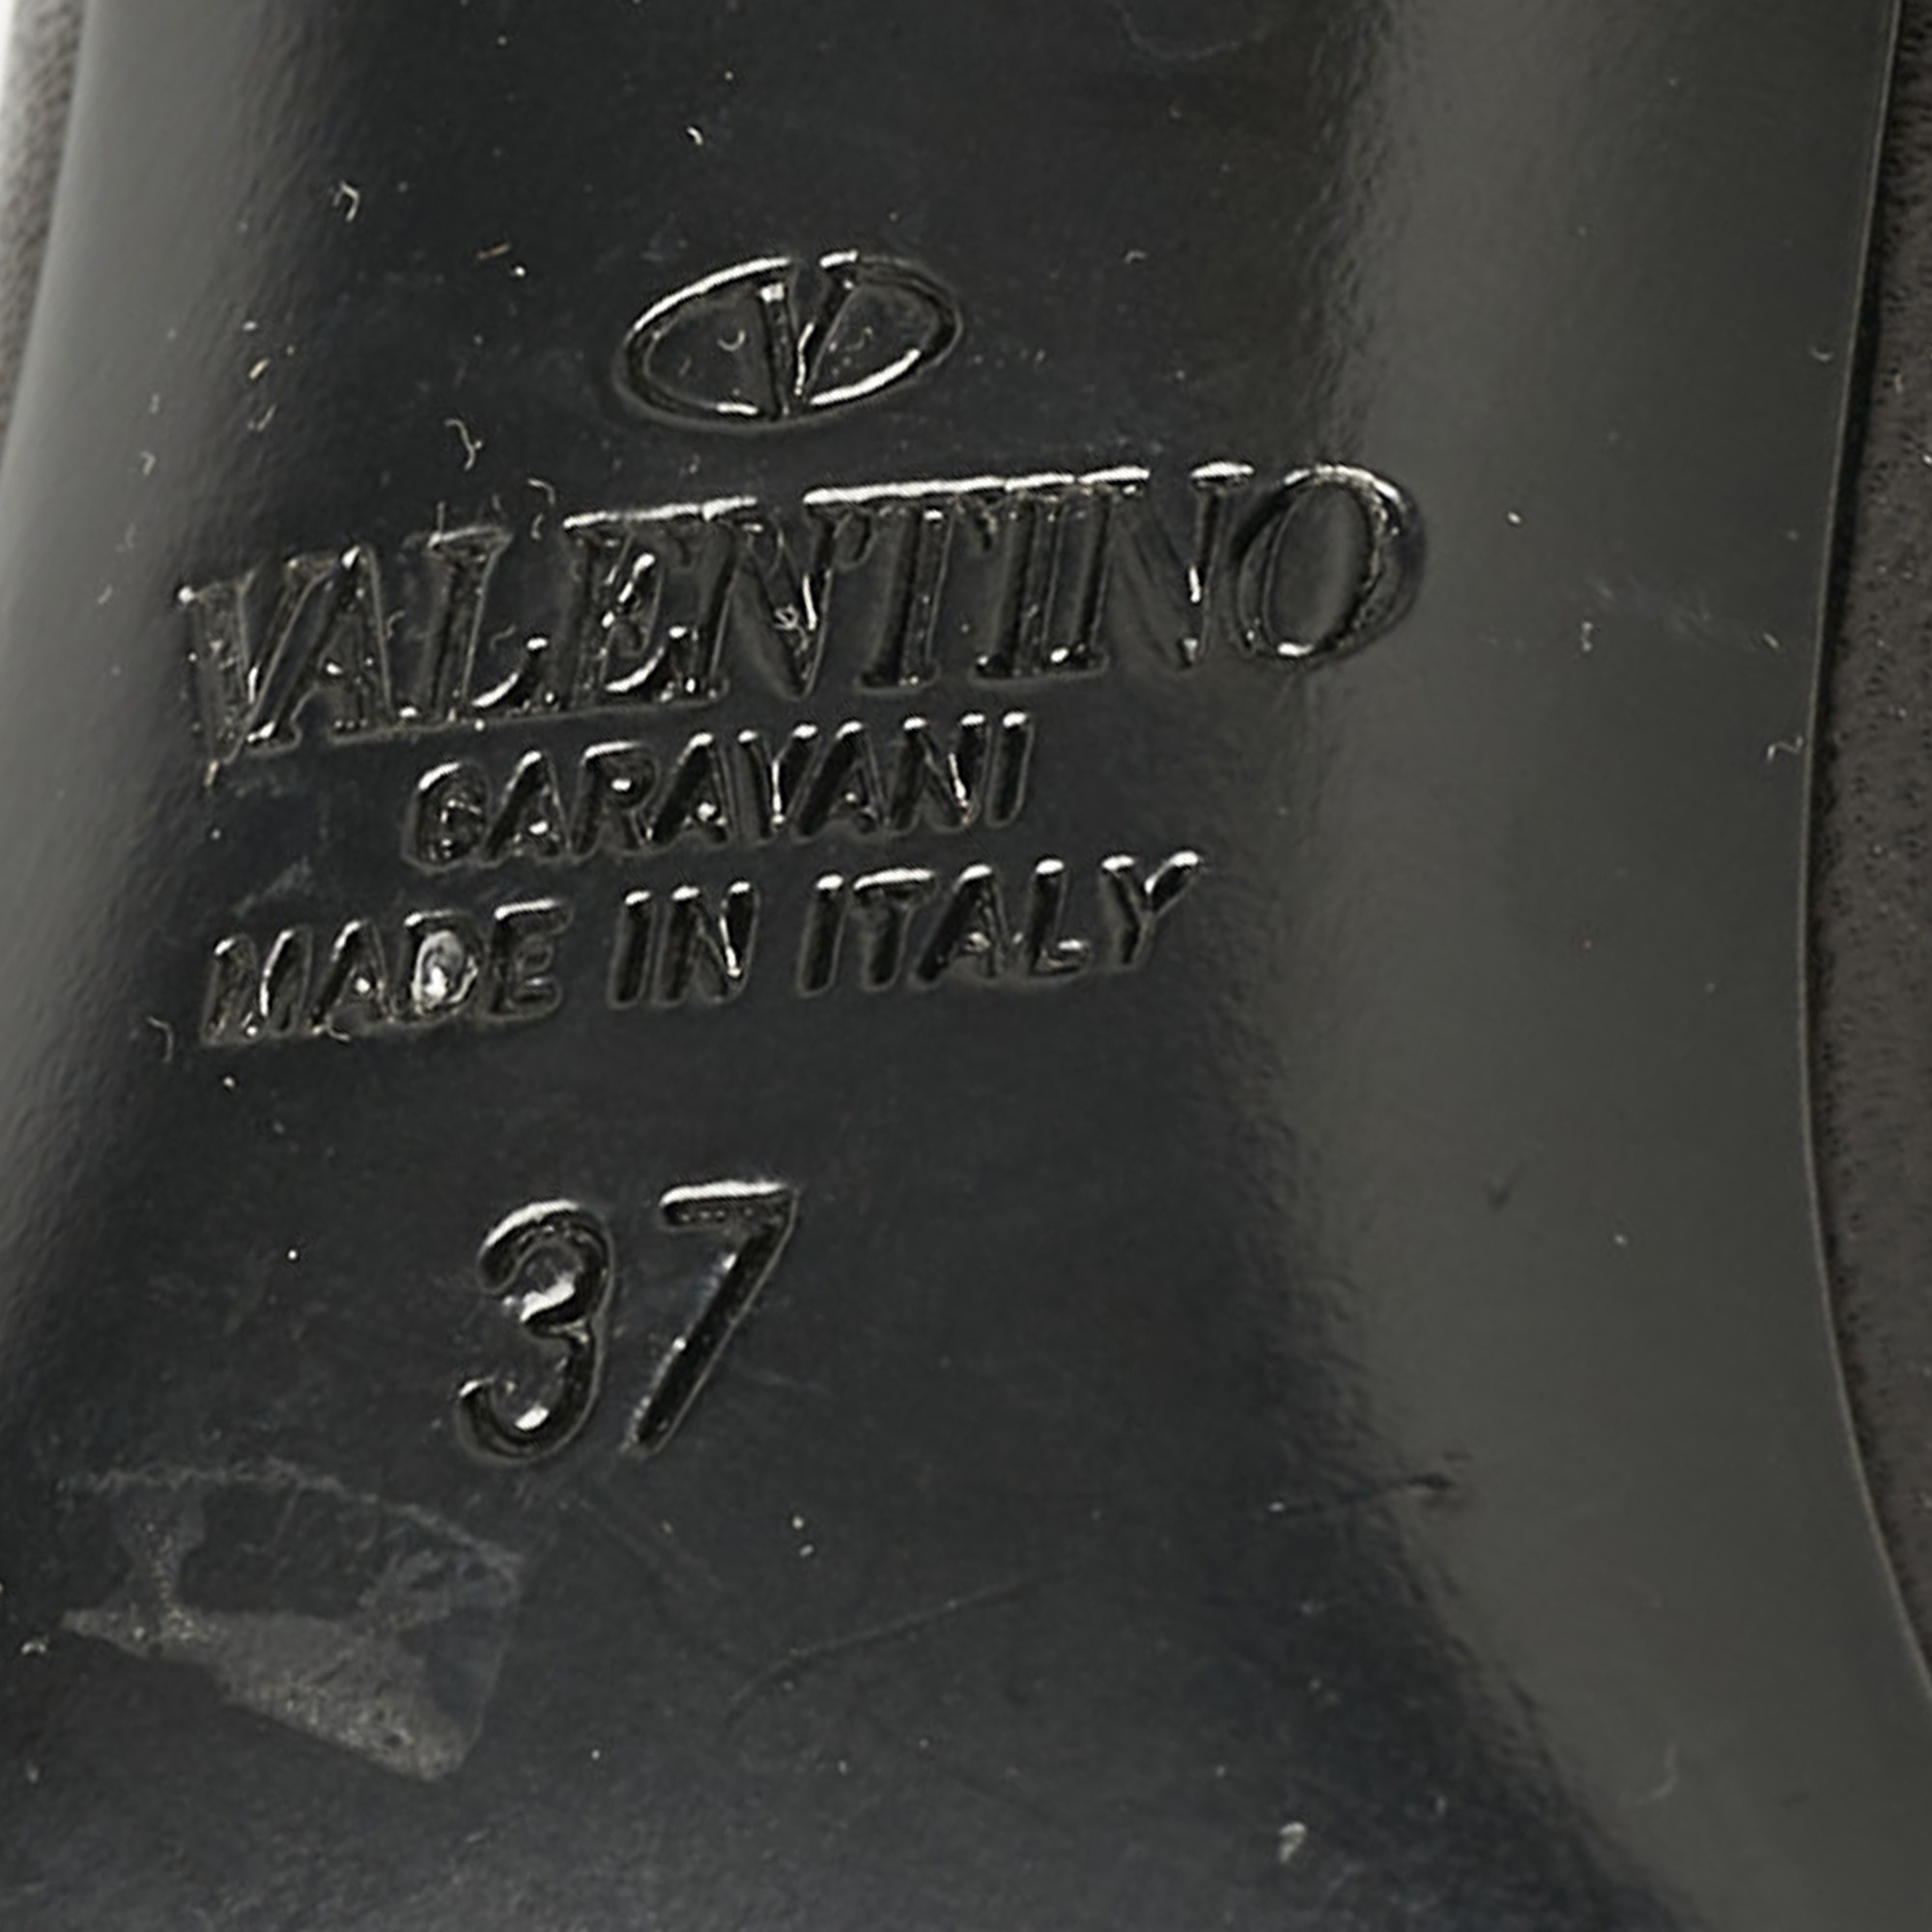 V
VALENTINO
GARAVANI
MADE IN ITALY
37